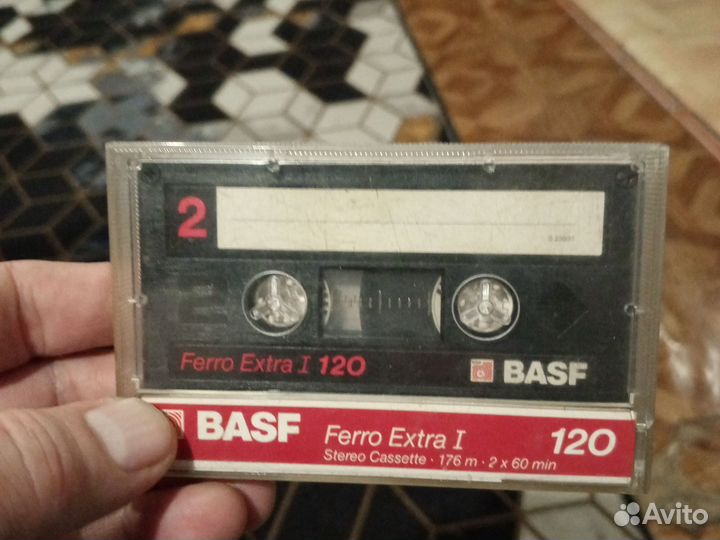 2
Ferro Extra I 120
BASF
BASF
Ferro Extra I
120
Stereo Cassette · 176 m · 2 x 60 min
Avito